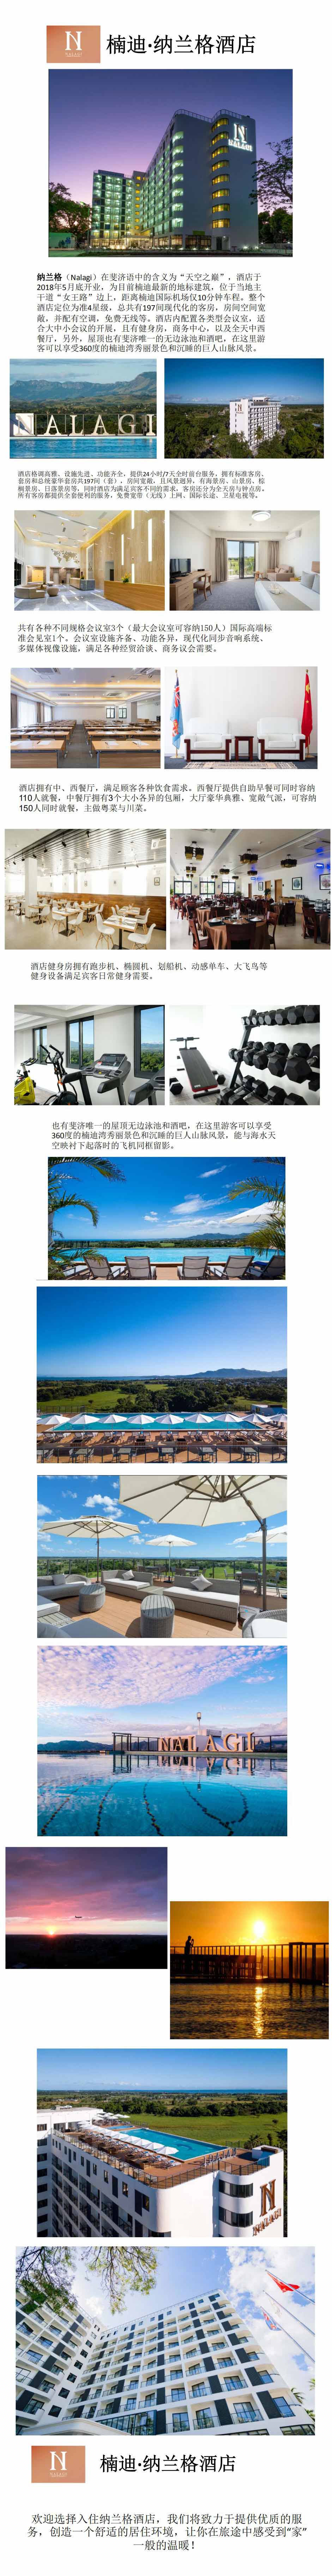 N
NALAGI
楠迪·纳兰格酒店
N
NALAGI
纳兰格（Nalagi）在斐济语中的含义为“天空之巅”，酒店于
2018年5月底开业，为目前楠迪最新的地标建筑，位于当地主
干道“女王路”边上，距离楠迪国际机场仅10分钟车程。整个
酒店定位为准4星级，总共有197间现代化的客房，房间空间宽
敞，并配有空调，免费无线等。酒店内配置各类型会议室，适
合大中小会议的开展，且有健身房，商务中心，以及全天中西
餐厅，另外，屋顶也有斐济唯一的无边泳池和酒吧，在这里游
客可以享受360度的楠迪湾秀丽景色和沉睡的巨人山脉风景。
NALAGI
酒店格调高雅、设施先进、功能齐全，提供24小时/7天全时前台服务，拥有标准客房、
套房和总统豪华套房共197间（套），房间宽敞，且风景迥异，有海景房、山景房、棕
榈景房、日落景房等，同时酒店为满足宾客不同的需求，客房还分为全天房与钟点房。
所有客房都提供全套便利的服务，免费宽带（无线）上网、国际长途、卫星电视等。
共有各种不同规格会议室3个（最大会议室可容纳150人）国际高端标
准会见室1个。会议室设施齐备、功能各异，现代化同步音响系统、
多媒体视像设施，满足各种经贸洽谈、商务议会需要。
酒店拥有中、西餐厅，满足顾客各种饮食需求。西餐厅提供自助早餐可同时容纳
110人就餐，中餐厅拥有3个大小各异的包厢，大厅豪华典雅、宽敞气派，可容纳
150人同时就餐，主做粤菜与川菜。
酒店健身房拥有跑步机、椭圆机、划船机、动感单车、大飞鸟等
健身设备满足宾客日常健身需要。
也有斐济唯一的屋顶无边泳池和酒吧，在这里游客可以享受
360度的楠迪湾秀丽景色和沉睡的巨人山脉风景，能与海水天
空映衬下起落时的飞机同框留影。
NALAGI
N
NALAGI
N
NALAGI
楠迪·纳兰格酒店
欢迎选择入住纳兰格酒店，我们将致力于提供优质的服
务，创造一个舒适的居住环境，让你在旅途中感受到“家”
一般的温暖！